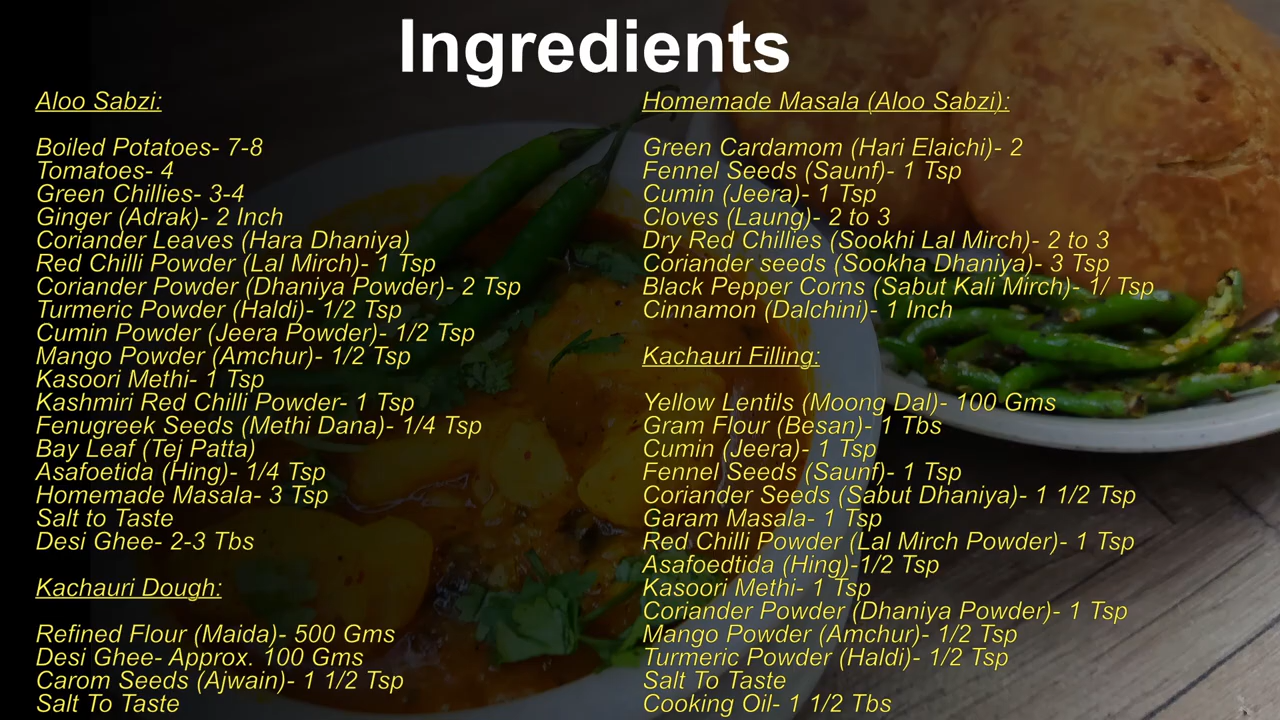 Ingredients
Aloo Sabzi:
Boiled Potatoes- 7-8
Tomatoes- 4
Green Chillies- 3-4
Ginger (Adrak)- 2 Inch
Coriander Leaves (Hara Dhaniya)
Red Chilli Powder (Lal Mirch)- 1 Tsp
Coriander Powder (Dhaniya Powder)- 2 Tsp
Turmeric Powder (Haldi)- 1/2 Tsp
Cumin Powder (Jeera Powder)- 1/2 Tsp
Mango Powder (Amchur)- 1/2 Tsp
Kasoori Methi- 1 Tsp
Kashmiri Red Chilli Powder- 1 Tsp
Fenugreek Seeds (Methi Dana)- 1/4 Tsp
Bay Leaf (Tej Patta)
Asafoetida (Hing)- 1/4 Tsp
Homemade Masala- 3 Tsp
Salt to Taste
Desi Ghee- 2-3 Tbs
Kachauri Dough:
Refined Flour (Maida)- 500 Gms
Desi Ghee- Approx. 100 Gms
Carom Seeds (Ajwain)- 1 1/2 Tsp
Salt To Taste
Homemade Masala (Aloo Sabzi):
Green Cardamom (Hari Elaichi)- 2
Fennel Seeds (Saunf)- 1 Tsp
Cumin (Jeera)- 1 Tsp
Cloves (Laung)- 2 to 3
Dry Red Chillies (Sookhi Lal Mirch)- 2 to 3
Coriander seeds (Sookha Dhaniya)- 3 Tsp
Black Pepper Corns (Sabut Kali Mirch)- 1/ Tsp
Cinnamon (Dalchini)- 1 Inch
Kachauri Filling:
Yellow Lentils (Moong Dal)- 100 Gms
Gram Flour (Besan)- 1 Tbs
Cumin (Jeera)- 1 Tsp
Fennel Seeds (Saunf)- 1 Tsp
Coriander Seeds (Sabut Dhaniya)- 1 1/2 Tsp
Garam Masala- 1 Tsp
Red Chilli Powder (Lal Mirch Powder)- 1 Tsp
Asafoedtida (Hing)-1/2 Tsp
Kasoori Methi- 1 Tsp
Coriander Powder (Dhaniya Powder)- 1 Tsp
Mango Powder (Amchur)- 1/2 Tsp
Turmeric Powder (Haldi)- 1/2 Tsp
Salt To Taste
Cooking Oil- 1 1/2 Tbs